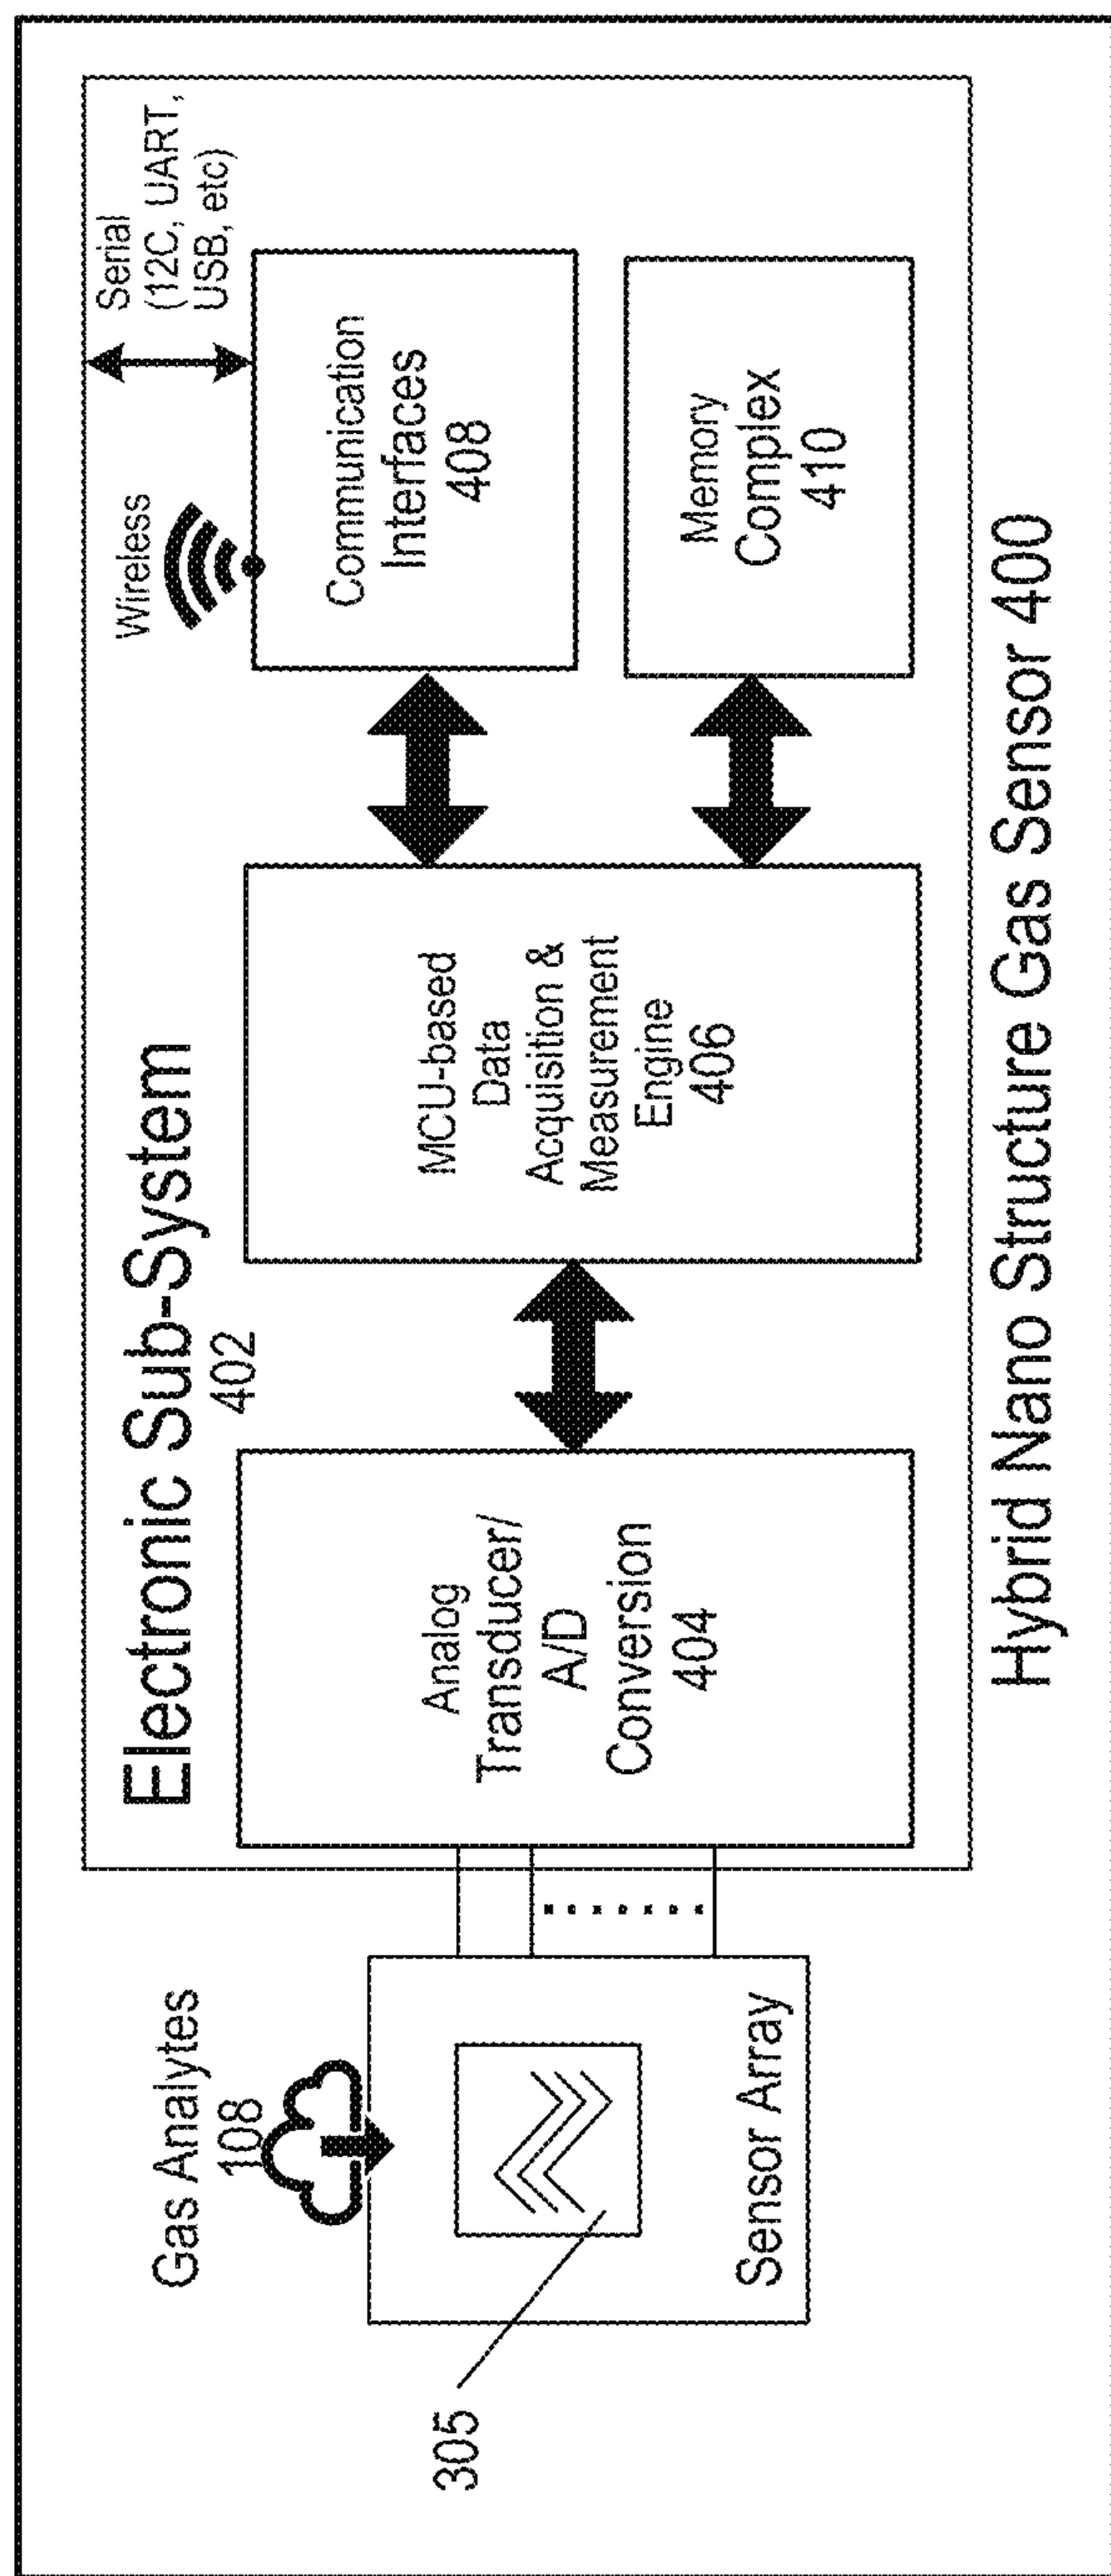 Electronic Sub-System
402
Wireless
Serial
(12C, UART,
USB, etc)
Gas Analytes
108
305
Sensor Array
Analog
Transducer/
A/D
Conversion
404
MCU-based
Data
Acquisition &
Measurement
Engine
406
Communication
Interfaces
408
Memory
Complex
410
Hybrid Nano Structure Gas Sensor 400